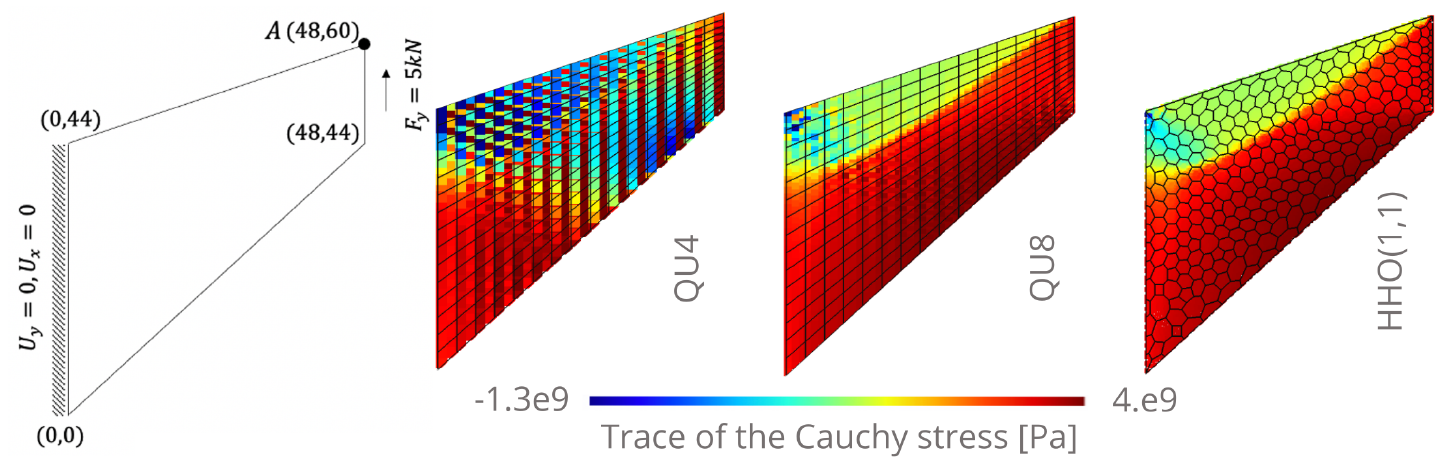 A (48,60)
F_y = 5kN
(0,44)
(48,44)
U_y = 0, U_x = 0
(0,0)
QU4
QU8
HHO(1,1)
-1.3e9
4.e9
Trace of the Cauchy stress [Pa]